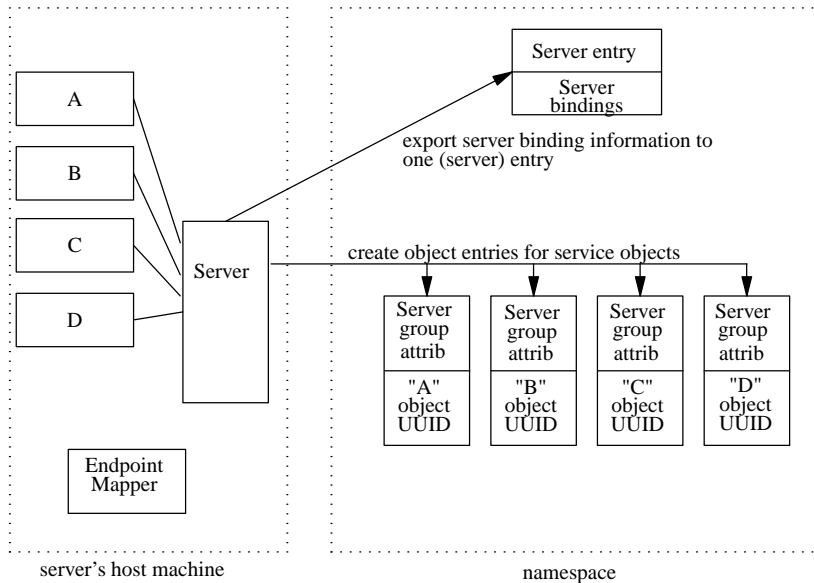 Server entry
Server
bindings
A
B
C
D
Server
export server binding information to
one (server) entry
create object entries for service objects
Server
group
attrib
"A"
object
UUID
Server
group
attrib
"B"
object
UUID
Server
group
attrib
"C"
object
UUID
Server
group
attrib
"D"
object
UUID
Endpoint
Mapper
server's host machine
namespace